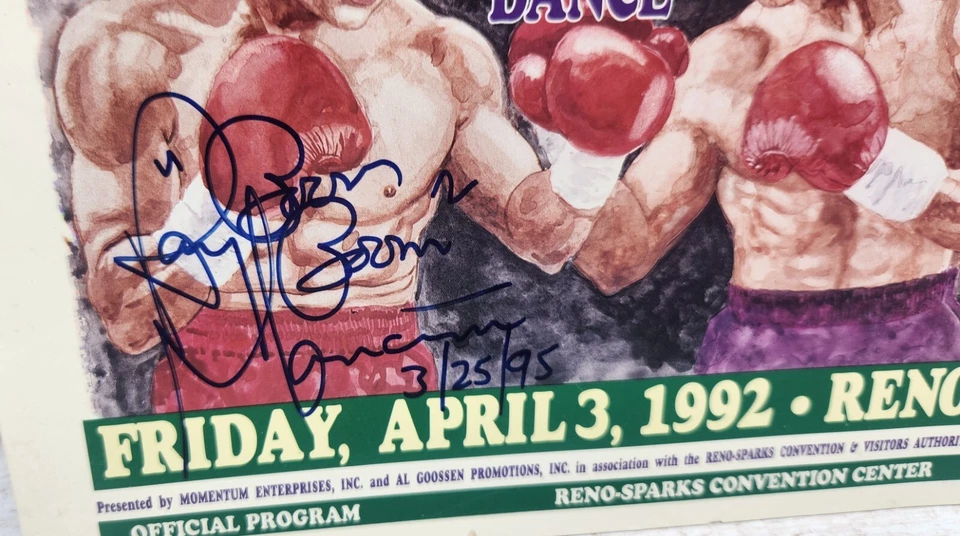 DANCE
Ray "Boom
Boom"
Mancini
3/25/95
FRIDAY, APRIL 3, 1992 • RENO
Presented by MOMENTUM ENTERPRISES, INC. and AL GOOSSEN PROMOTIONS, INC. in association with the RENO-SPARKS CONVENTION & VISITORS AUTHORI
OFFICIAL PROGRAM
RENO-SPARKS CONVENTION CENTER